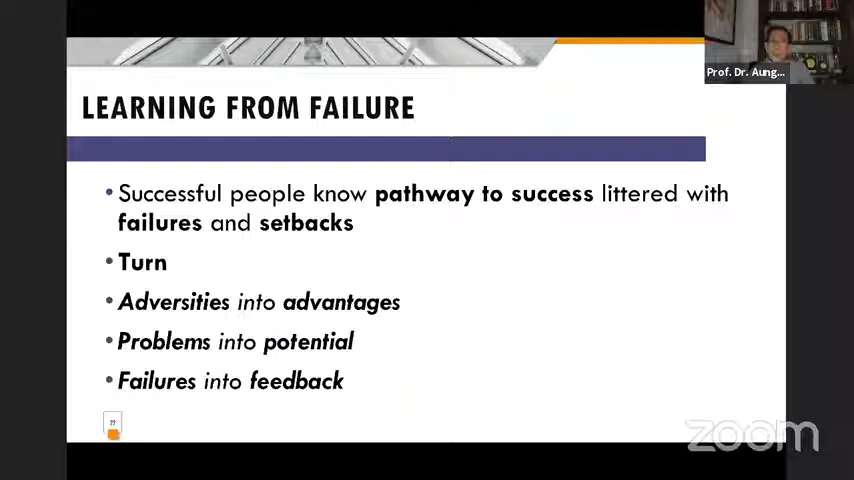 Prof. Dr. Aung...
LEARNING FROM FAILURE
• Successful people know pathway to success littered with
failures and setbacks
• Turn
• Adversities into advantages
• Problems into potential
• Failures into feedback
zoom